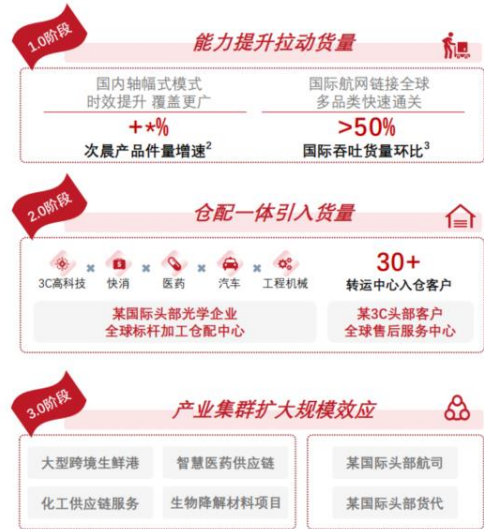 1.0阶段
能力提升拉动货量
国内轴幅式模式
时效提升 覆盖更广
+*%
次晨产品件量增速2
国际航网链接全球
多品类快速通关
>50%
国际吞吐货量环比3
2.0阶段
仓配一体引入货量
3C高科技 × 快消 × 医药 × 汽车 × 工程机械
某国际头部光学企业
全球标杆加工仓配中心
30+
转运中心入仓客户
某3C头部客户
全球售后服务中心
3.0阶段
产业集群扩大规模效应
大型跨境生鲜港
智慧医药供应链
化工供应链服务
生物降解材料项目
某国际头部航司
某国际头部货代